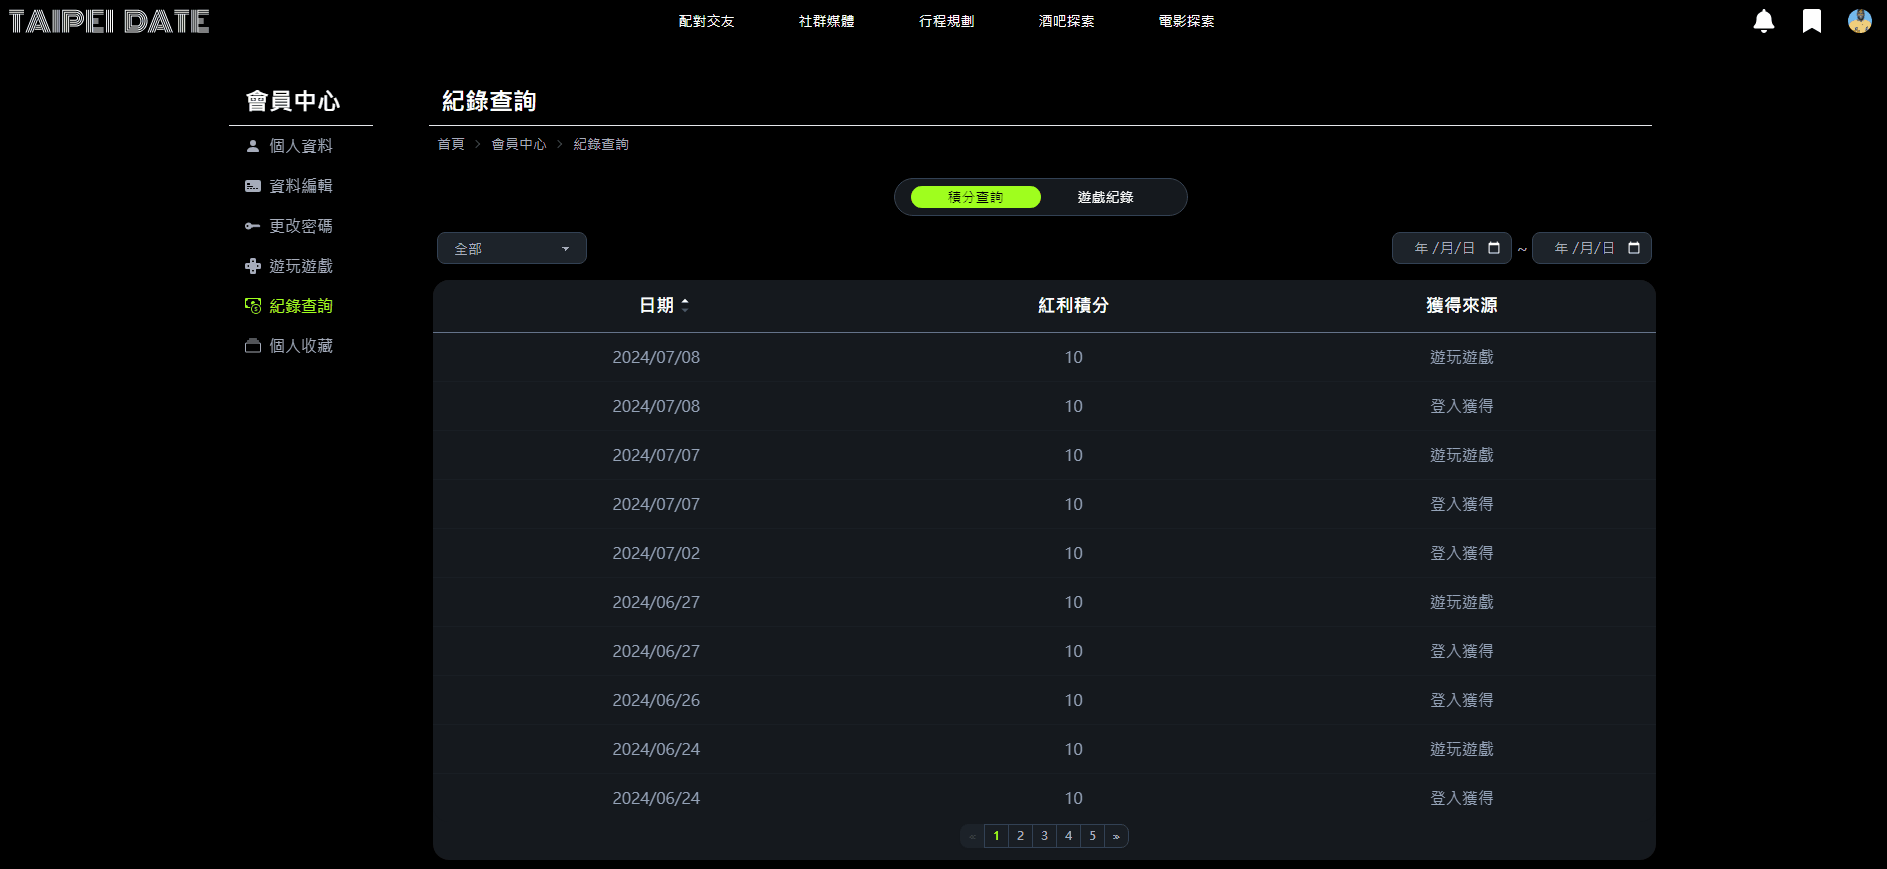 TAIPEI DATE
配對交友 社群媒體 行程規劃 酒吧探索 電影探索
會員中心
個人資料
資料編輯
更改密碼
遊玩遊戲
紀錄查詢
個人收藏
紀錄查詢
首頁 > 會員中心 > 紀錄查詢
積分查詢 遊戲紀錄
全部 年 /月/日 ~ 年 /月/日
日期 紅利積分 獲得來源
2024/07/08 10 遊玩遊戲
2024/07/08 10 登入獲得
2024/07/07 10 遊玩遊戲
2024/07/07 10 登入獲得
2024/07/02 10 登入獲得
2024/06/27 10 遊玩遊戲
2024/06/27 10 登入獲得
2024/06/26 10 登入獲得
2024/06/24 10 遊玩遊戲
2024/06/24 10 登入獲得
« 1 2 3 4 5 »